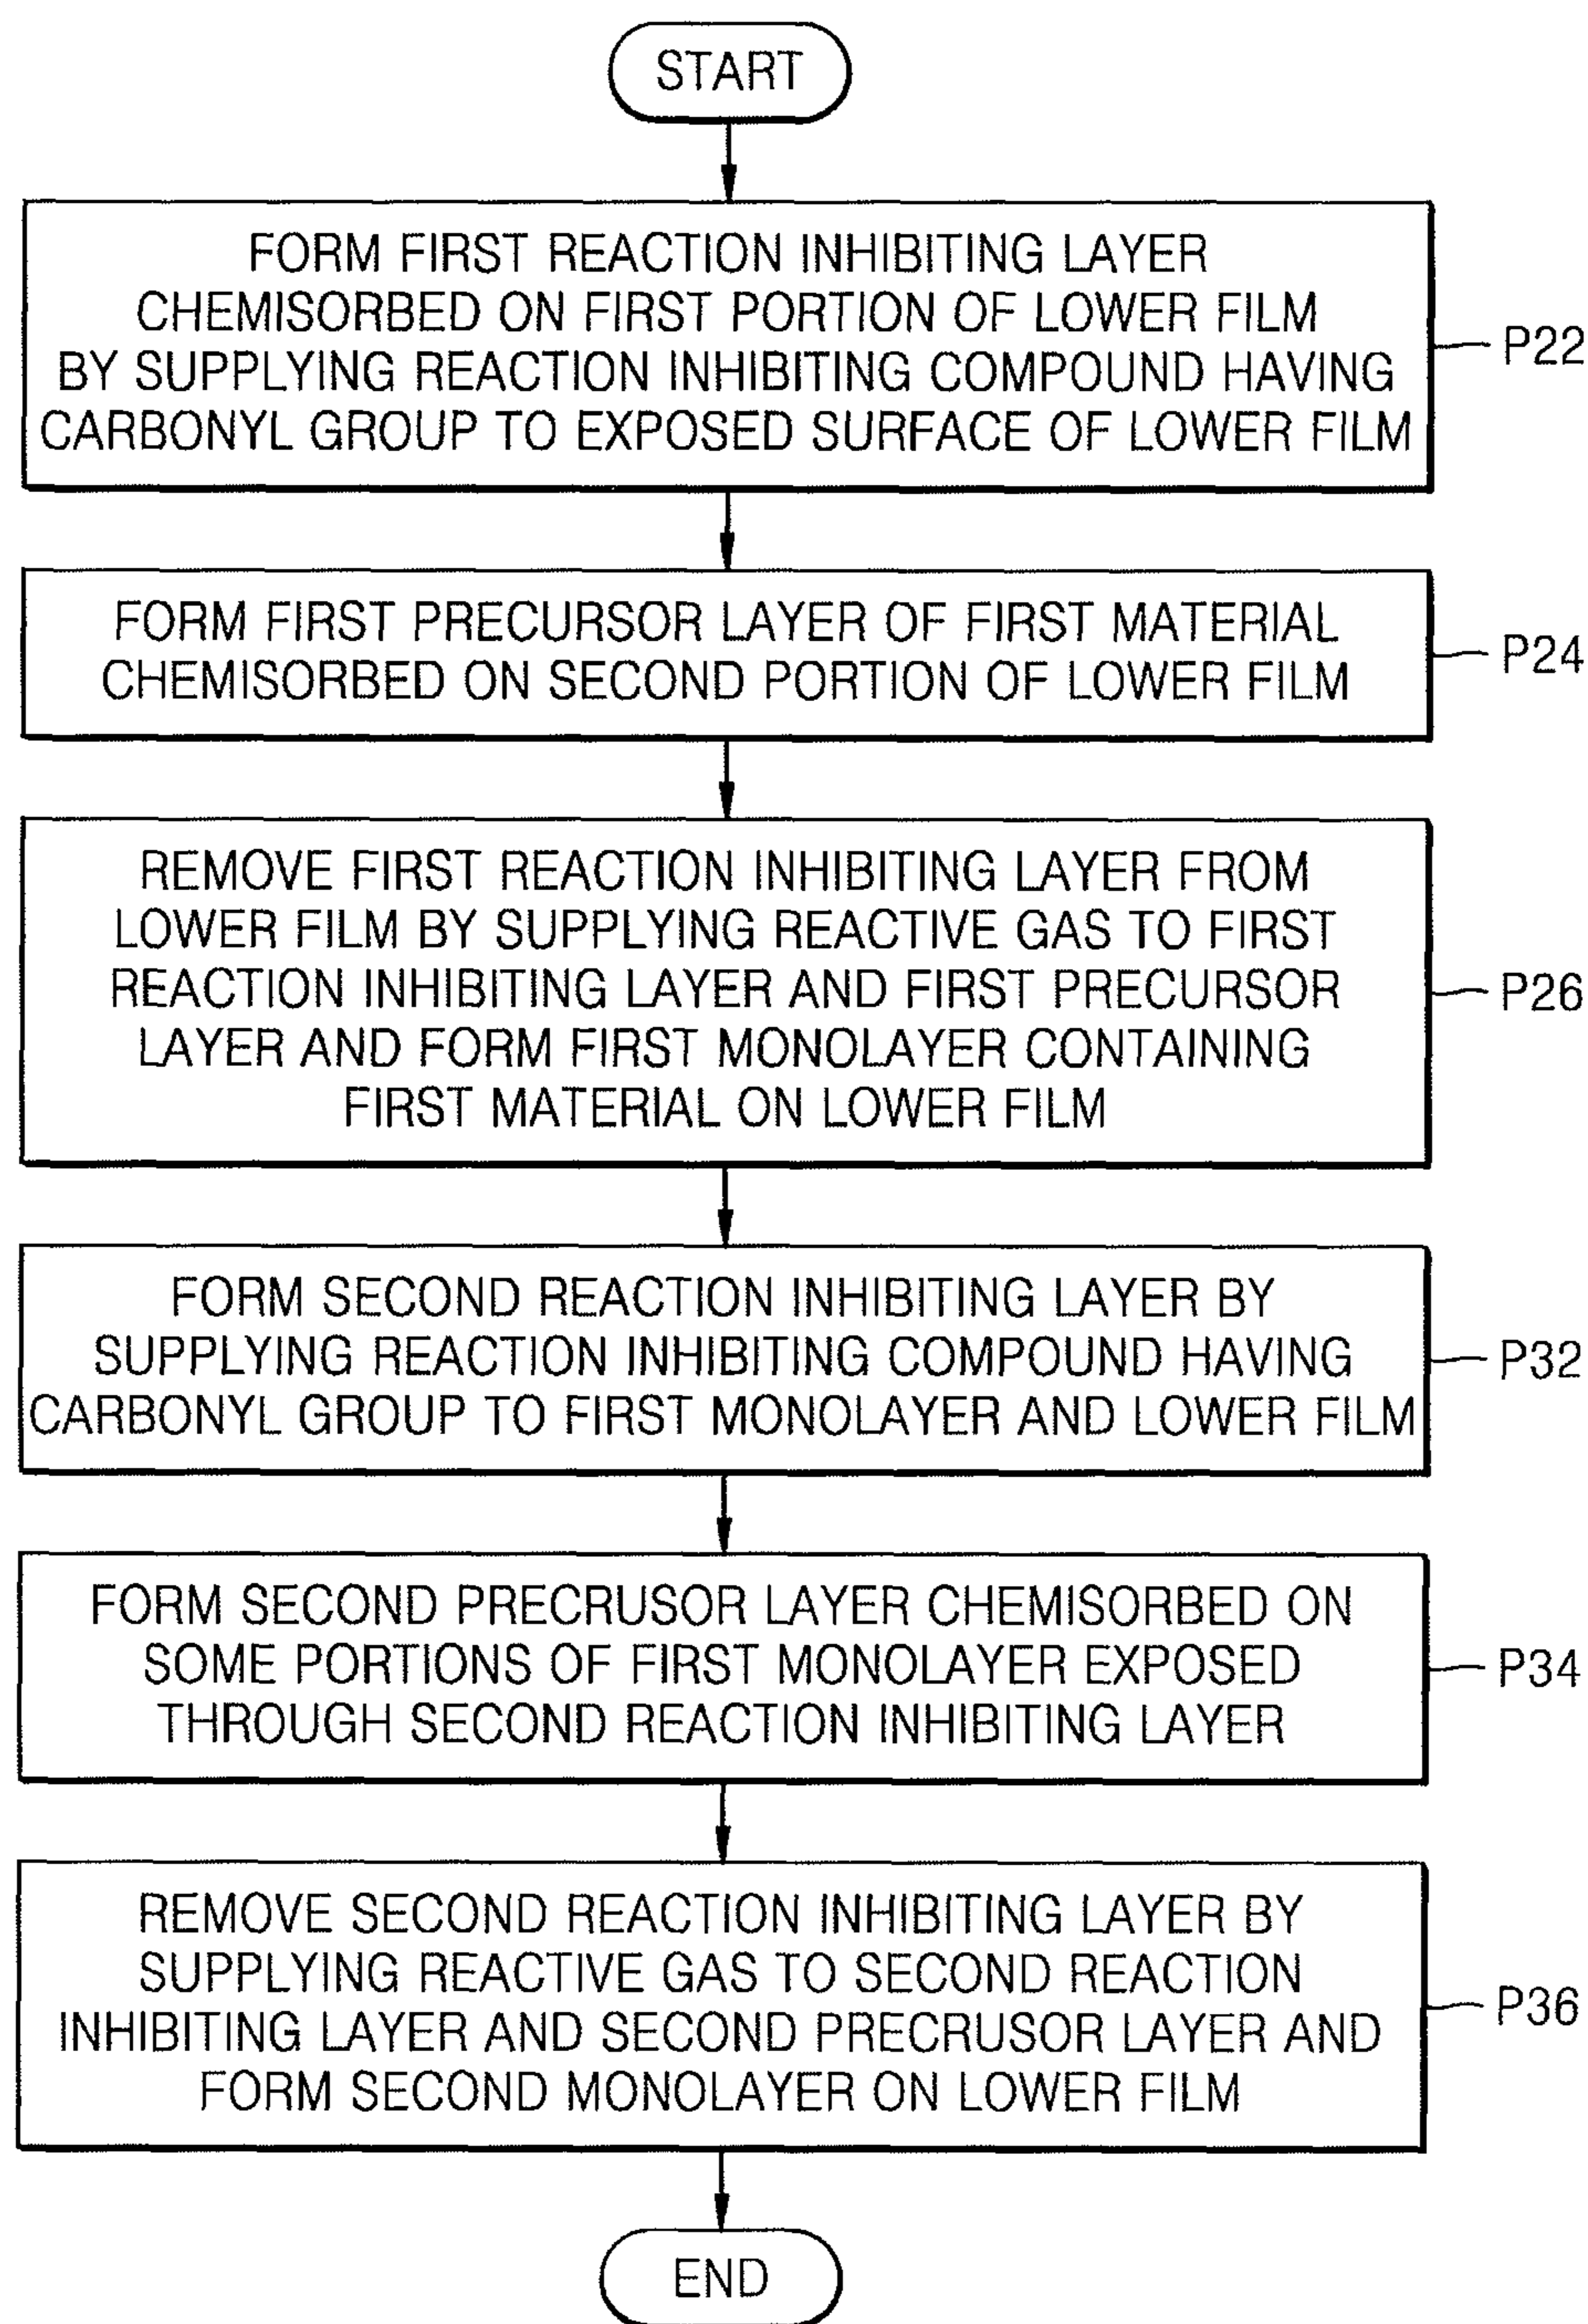 START
FORM FIRST REACTION INHIBITING LAYER
CHEMISORBED ON FIRST PORTION OF LOWER FILM
BY SUPPLYING REACTION INHIBITING COMPOUND HAVING
CARBONYL GROUP TO EXPOSED SURFACE OF LOWER FILM
P22
FORM FIRST PRECURSOR LAYER OF FIRST MATERIAL
CHEMISORBED ON SECOND PORTION OF LOWER FILM
P24
REMOVE FIRST REACTION INHIBITING LAYER FROM
LOWER FILM BY SUPPLYING REACTIVE GAS TO FIRST
REACTION INHIBITING LAYER AND FIRST PRECURSOR
LAYER AND FORM FIRST MONOLAYER CONTAINING
FIRST MATERIAL ON LOWER FILM
P26
FORM SECOND REACTION INHIBITING LAYER BY
SUPPLYING REACTION INHIBITING COMPOUND HAVING
CARBONYL GROUP TO FIRST MONOLAYER AND LOWER FILM
P32
FORM SECOND PRECRUSOR LAYER CHEMISORBED ON
SOME PORTIONS OF FIRST MONOLAYER EXPOSED
THROUGH SECOND REACTION INHIBITING LAYER
P34
REMOVE SECOND REACTION INHIBITING LAYER BY
SUPPLYING REACTIVE GAS TO SECOND REACTION
INHIBITING LAYER AND SECOND PRECRUSOR LAYER AND
FORM SECOND MONOLAYER ON LOWER FILM
P36
END